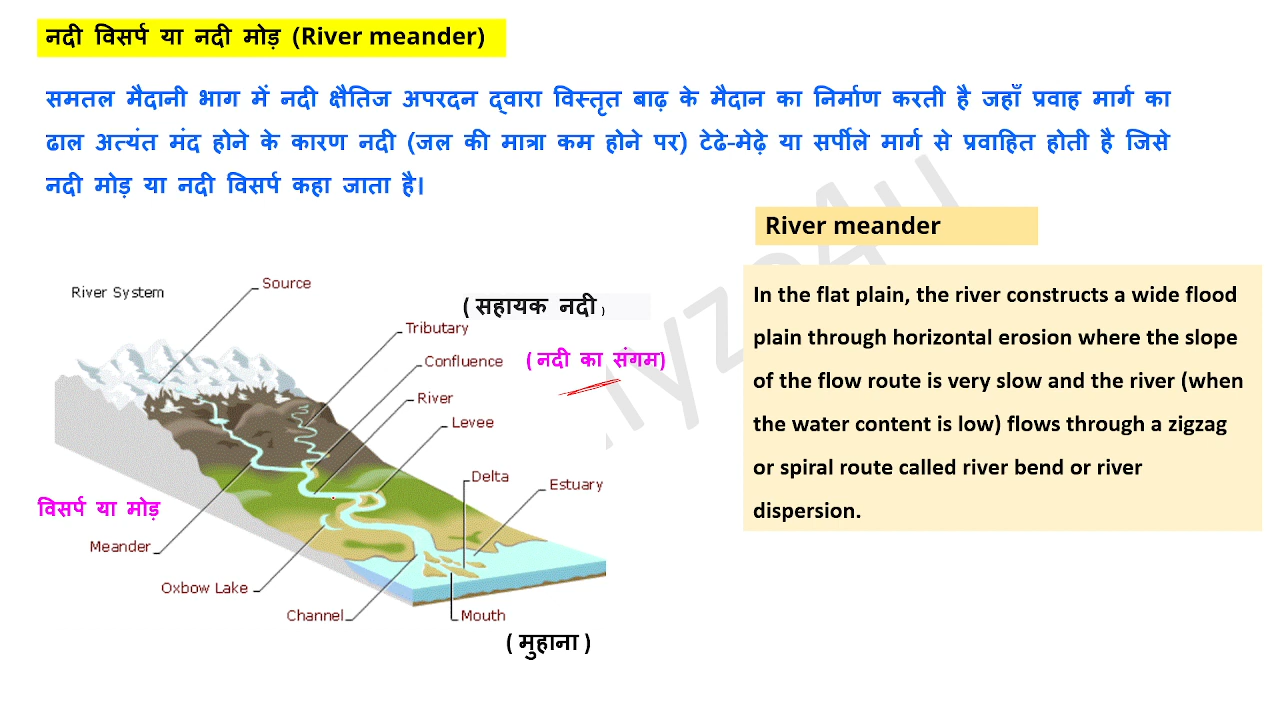 नदी विसर्प या नदी मोड़ (River meander)
समतल मैदानी भाग में नदी क्षैतिज अपरदन द्वारा विस्तृत बाढ़ के मैदान का निर्माण करती है जहाँ प्रवाह मार्ग का
ढाल अत्यंत मंद होने के कारण नदी (जल की मात्रा कम होने पर) टेढे-मेढ़े या सर्पीले मार्ग से प्रवाहित होती है जिसे
नदी मोड़ या नदी विसर्प कहा जाता है।
River meander
In the flat plain, the river constructs a wide flood
plain through horizontal erosion where the slope
of the flow route is very slow and the river (when
the water content is low) flows through a zigzag
or spiral route called river bend or river
dispersion.
River System
Source
( सहायक नदी )
Tributary
Confluence
( नदी का संगम)
River
Levee
Delta
Estuary
विसर्प या मोड़
Meander
Oxbow Lake
Channel
Mouth
( मुहाना )